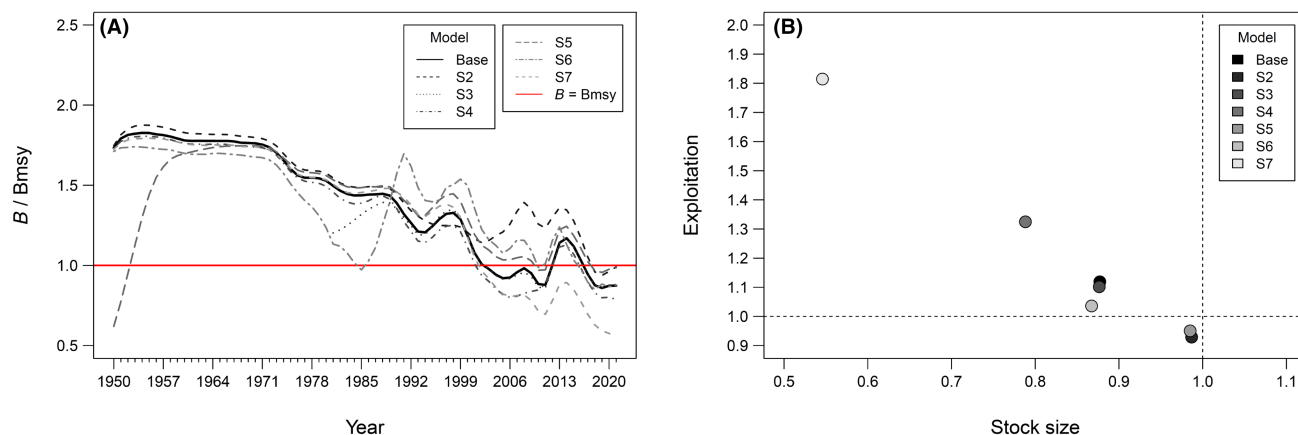 (A)
2.5
2.0
1.5
1.0
0.5
B / Bmsy
1950 1957 1964 1971 1978 1985 1992 1999 2006 2013 2020
Year
Model
Base
S2
S3
S4
S5
S6
S7
B = Bmsy
(B)
2.0
1.9
1.8
1.7
1.6
1.5
1.4
1.3
1.2
1.1
1.0
0.9
Exploitation
0.5 0.6 0.7 0.8 0.9 1.0 1.1
Stock size
Model
Base
S2
S3
S4
S5
S6
S7